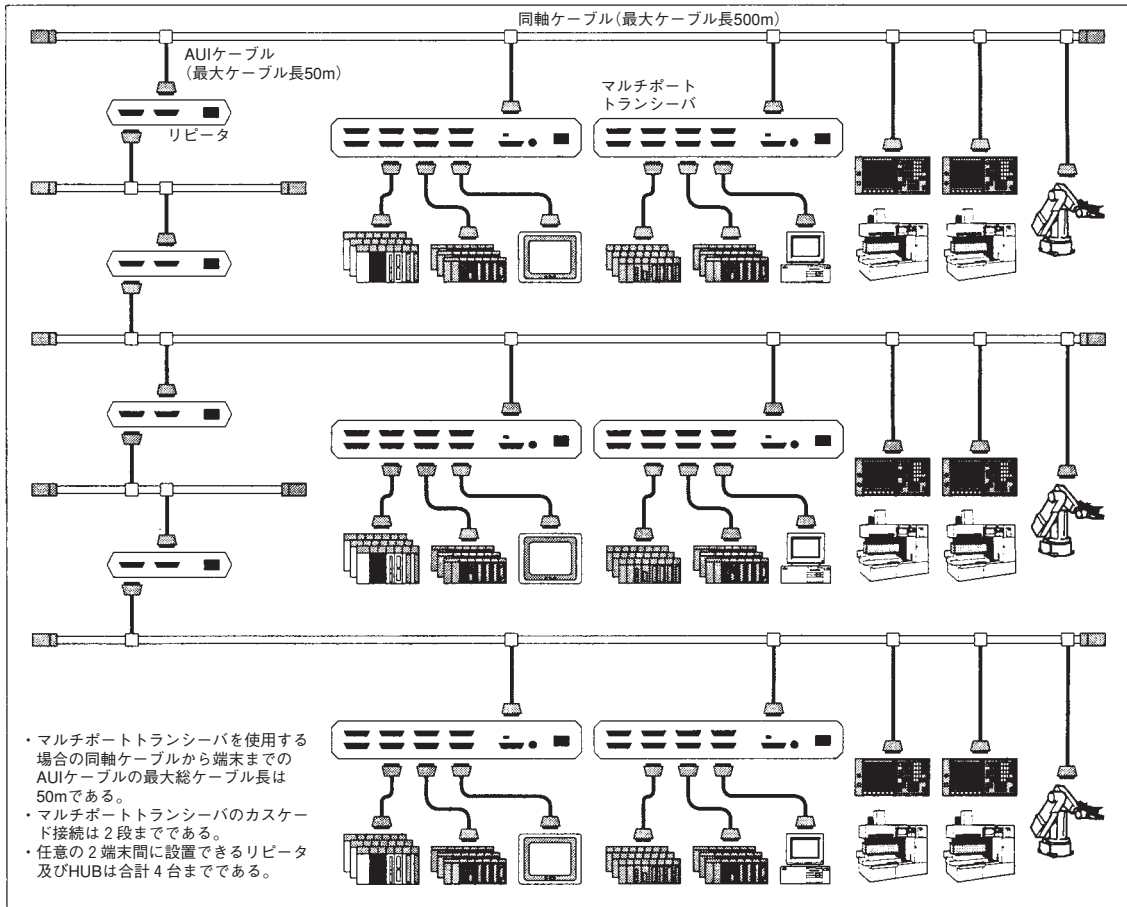 同軸ケーブル(最大ケーブル長500m)
AUIケーブル
(最大ケーブル長50m)
リピータ
マルチポート
トランシーバ
・マルチポートトランシーバを使用する
場合の同軸ケーブルから端末までの
AUIケーブルの最大総ケーブル長は
50mである。
・マルチポートトランシーバのカスケー
ド接続は2段までである。
・任意の2端末間に設置できるリピータ
及びHUBは合計4台までである。